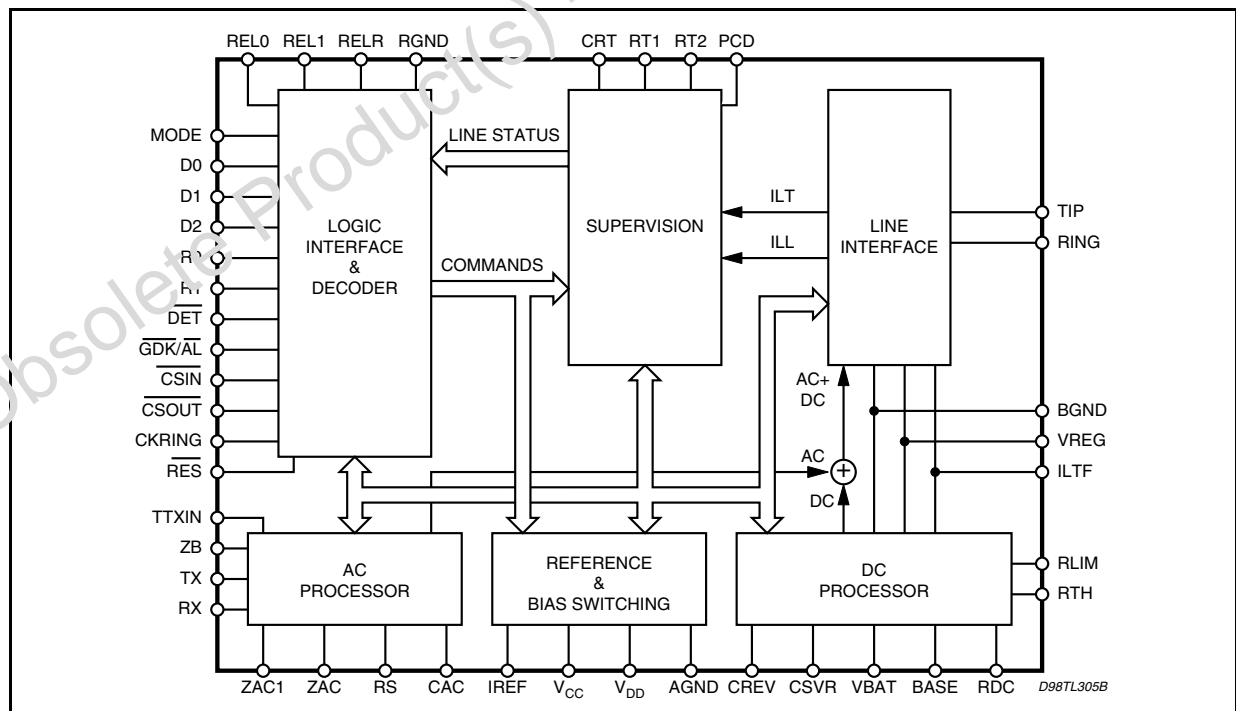 Obsolete Product(s)
REL0 REL1 RELR RGND CRT RT1 RT2 PCD
MODE
D0
D1
D2
R0
R1
DET
GDK/AL
CSIN
CSOUT
CKRING
RES
TTXIN
ZB
TX
RX
LOGIC
INTERFACE
&
DECODER
LINE STATUS
COMMANDS
SUPERVISION
ILT
ILL
LINE
INTERFACE
TIP
RING
AC+
DC
AC
+
DC
BGND
VREG
ILTF
RLIM
RTH
AC
PROCESSOR
REFERENCE
&
BIAS SWITCHING
DC
PROCESSOR
ZAC1 ZAC RS CAC IREF VCC VDD AGND CREV CSVR VBAT BASE RDC
D98TL305B